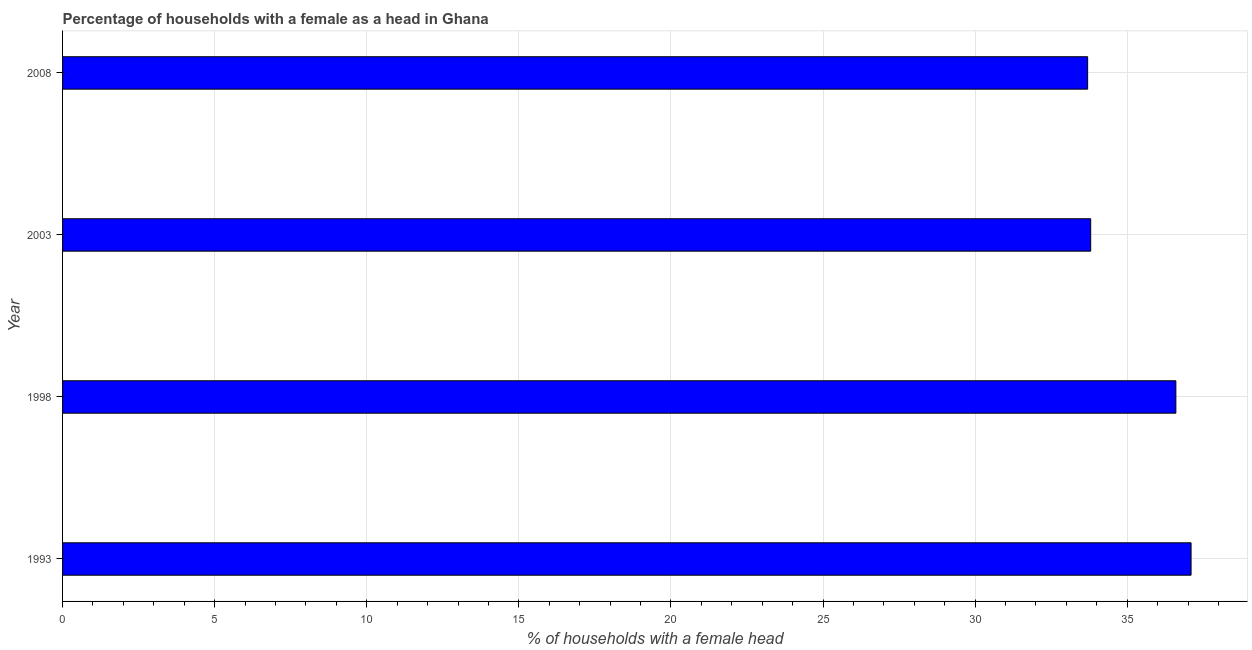 Percentage of households with a female as a head in Ghana
2008
2003
1998
1993
Year
0 5 10 15 20 25 30 35
% of households with a female head